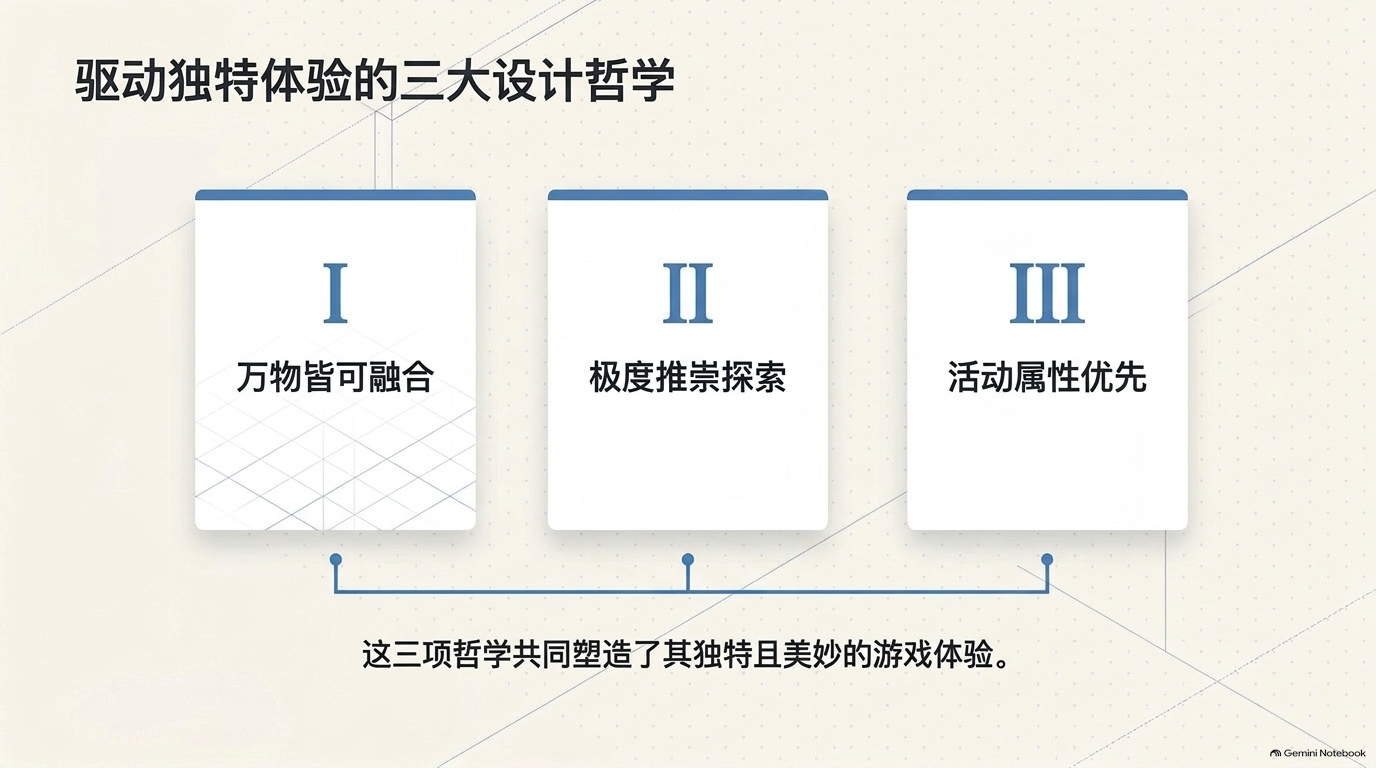 驱动独特体验的三大设计哲学
I
万物皆可融合
II
极度推崇探索
III
活动属性优先
这三项哲学共同塑造了其独特且美妙的游戏体验。
Gemini Notebook